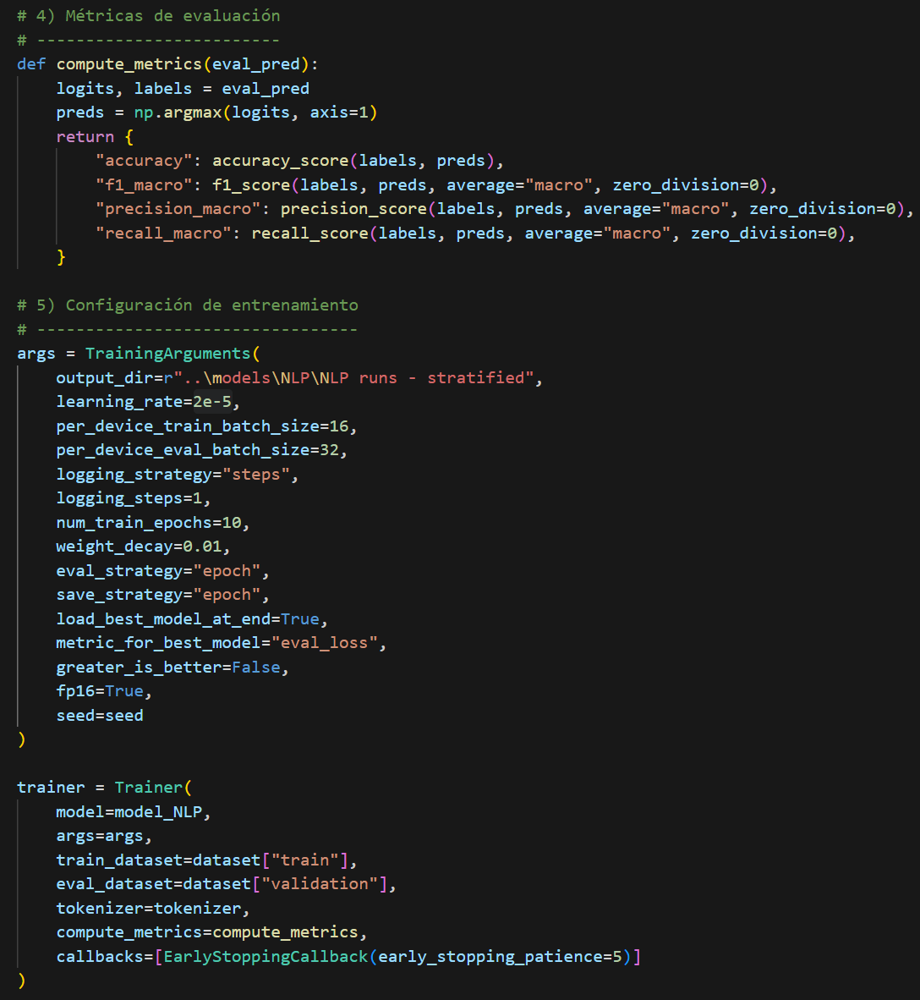 # 4) Métricas de evaluación
# -------------------------
def compute_metrics(eval_pred):
    logits, labels = eval_pred
    preds = np.argmax(logits, axis=1)
    return {
        "accuracy": accuracy_score(labels, preds),
        "f1_macro": f1_score(labels, preds, average="macro", zero_division=0),
        "precision_macro": precision_score(labels, preds, average="macro", zero_division=0),
        "recall_macro": recall_score(labels, preds, average="macro", zero_division=0),
    }

# 5) Configuración de entrenamiento
# ---------------------------------
args = TrainingArguments(
    output_dir=r"..\models\NLP\NLP runs - stratified",
    learning_rate=2e-5,
    per_device_train_batch_size=16,
    per_device_eval_batch_size=32,
    logging_strategy="steps",
    logging_steps=1,
    num_train_epochs=10,
    weight_decay=0.01,
    eval_strategy="epoch",
    save_strategy="epoch",
    load_best_model_at_end=True,
    metric_for_best_model="eval_loss",
    greater_is_better=False,
    fp16=True,
    seed=seed
)

trainer = Trainer(
    model=model_NLP,
    args=args,
    train_dataset=dataset["train"],
    eval_dataset=dataset["validation"],
    tokenizer=tokenizer,
    compute_metrics=compute_metrics,
    callbacks=[EarlyStoppingCallback(early_stopping_patience=5)]
)